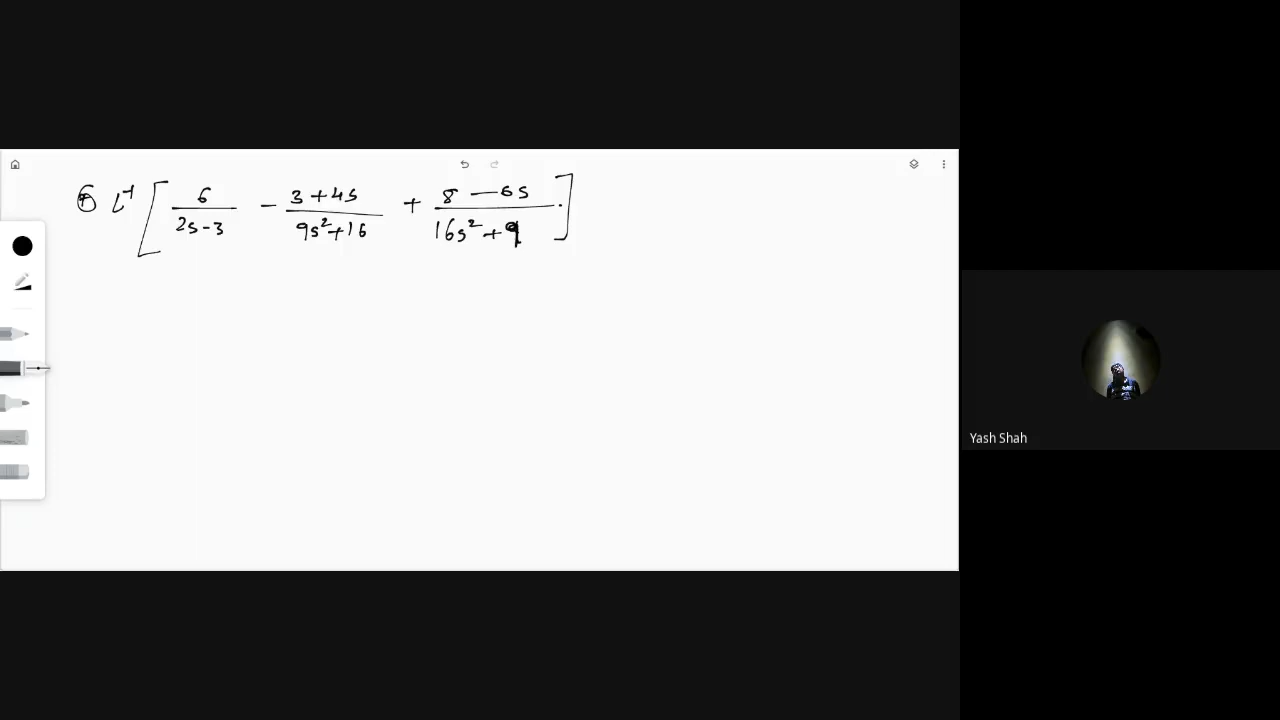 ⑥ L⁻¹ [ 6/(2s-3) - (3+4s)/(9s²+16) + (8-6s)/(16s²+9) ]
Yash Shah